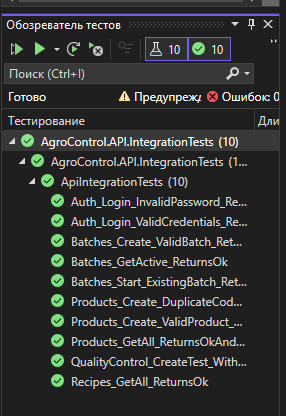 Обозреватель тестов
10 10
Поиск (Ctrl+I)
Готово Предупрежд Ошибок: 0
Тестирование Дли
AgroControl.API.IntegrationTests (10)
AgroControl.API.IntegrationTests (1...
ApiIntegrationTests (10)
Auth_Login_InvalidPassword_Re...
Auth_Login_ValidCredentials_Re...
Batches_Create_ValidBatch_Ret...
Batches_GetActive_ReturnsOk
Batches_Start_ExistingBatch_Ret...
Products_Create_DuplicateCod...
Products_Create_ValidProduct_...
Products_GetAll_ReturnsOkAnd...
QualityControl_CreateTest_With...
Recipes_GetAll_ReturnsOk